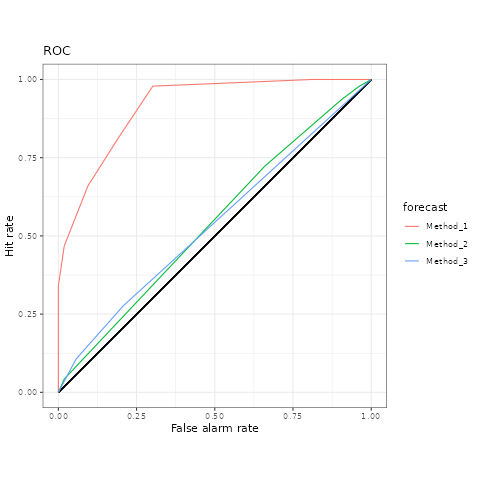 ROC
1.00
0.75
0.50
0.25
0.00
Hit rate
0.00 0.25 0.50 0.75 1.00
False alarm rate
forecast
Method_1
Method_2
Method_3